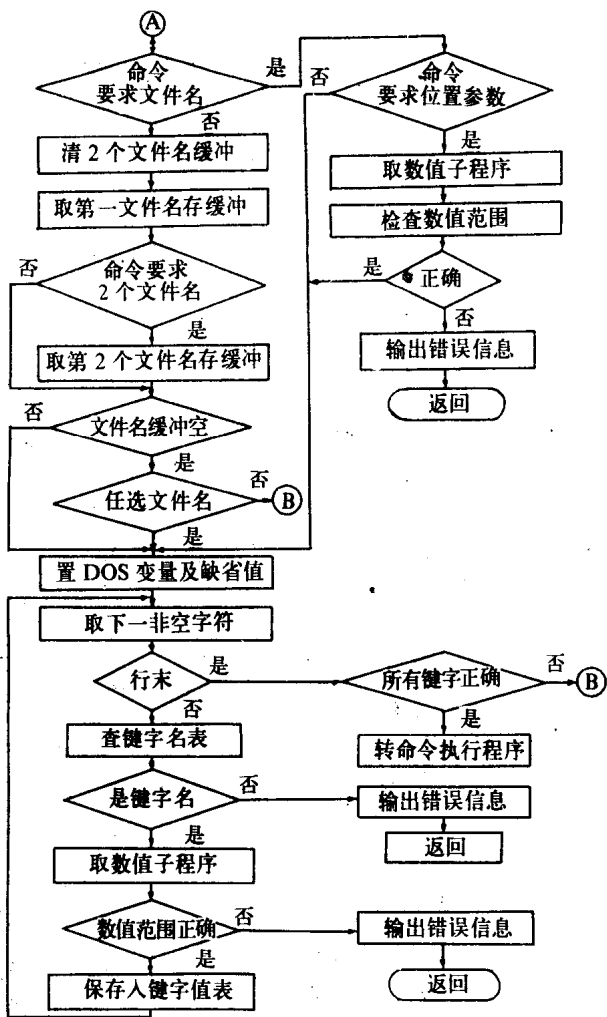 A
命令
要求文件名
是
否
清 2 个文件名缓冲
取第一文件名存缓冲
命令要求
2 个文件名
否
是
取第 2 个文件名存缓冲
文件名缓冲空
否
是
任选文件名
否
B
是
命令
要求位置参数
否
是
取数值子程序
检查数值范围
正确
是
否
输出错误信息
返回
置 DOS 变量及缺省值
取下一非空字符
行末
是
否
所有键字正确
否
B
是
转命令执行程序
查键字名表
是键字名
否
输出错误信息
返回
是
取数值子程序
数值范围正确
否
输出错误信息
返回
是
保存入键字值表